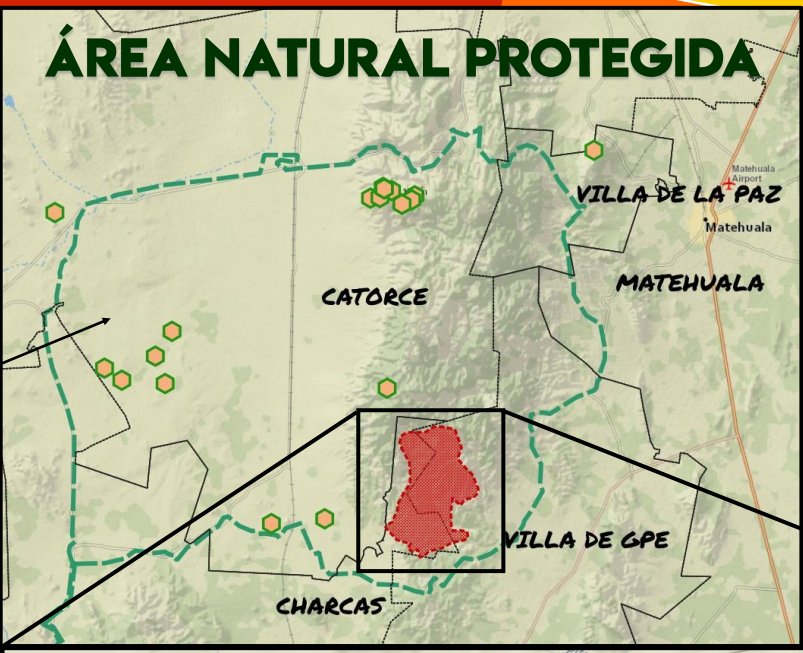 ÁREA NATURAL PROTEGIDA
Matehuala
Airport
VILLA DE LA PAZ
Matehuala
MATEHUALA
CATORCE
VILLA DE GPE
CHARCAS